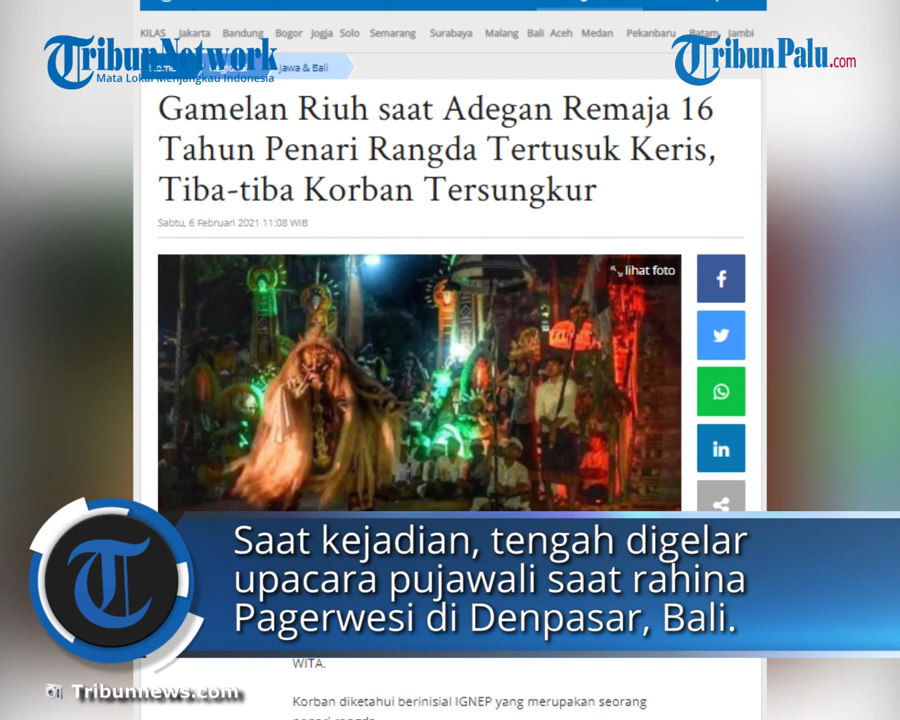 KILAS Jakarta Bandung Bogor Jogja Solo Semarang Surabaya Malang Bali Aceh Medan Pekanbaru Batam Jambi
TribunNetwork
Mata Lokal Menjangkau Indonesia
TribunPalu.com
Jawa & Bali
Gamelan Riuh saat Adegan Remaja 16
Tahun Penari Rangda Tertusuk Keris,
Tiba-tiba Korban Tersungkur
Sabtu, 6 Februari 2021 11:08 WIB
lihat foto
Saat kejadian, tengah digelar
upacara pujawali saat rahina
Pagerwesi di Denpasar, Bali.
WITA.
Tribunnews.com
Korban diketahui berinisial IGNEP yang merupakan seorang